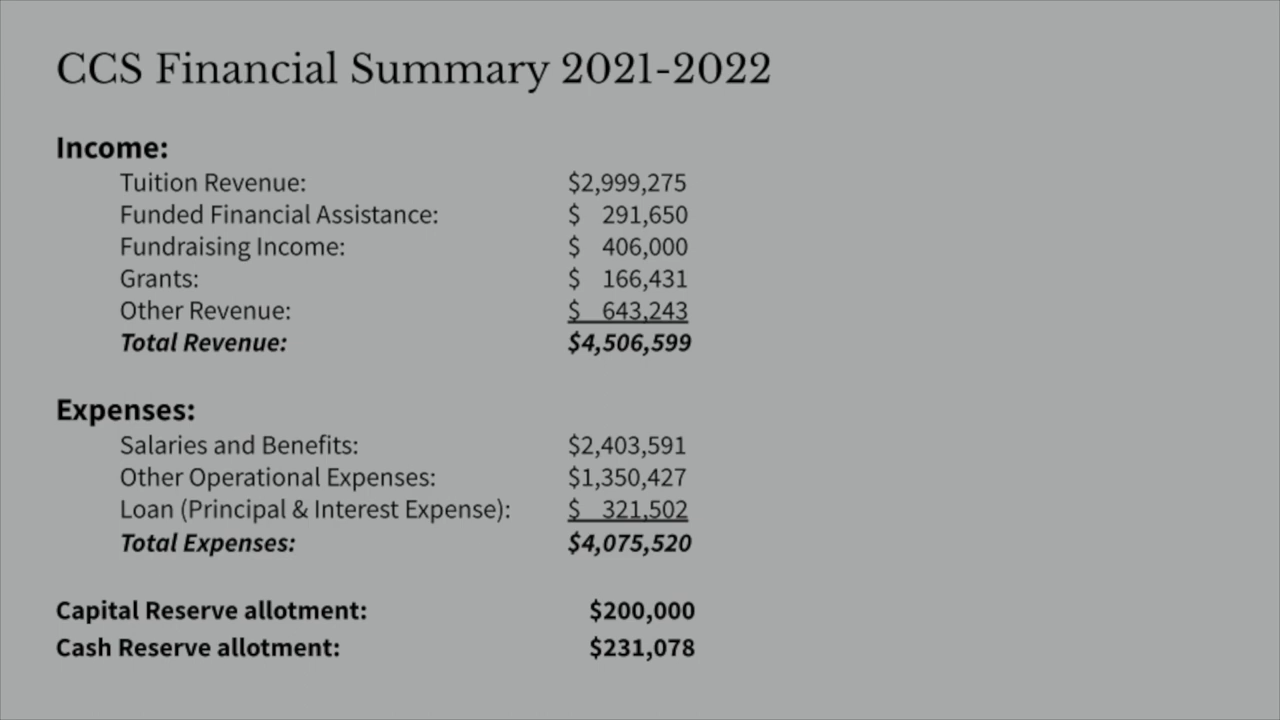 CCS Financial Summary 2021-2022
Income:
Tuition Revenue: $2,999,275
Funded Financial Assistance: $ 291,650
Fundraising Income: $ 406,000
Grants: $ 166,431
Other Revenue: $ 643,243
Total Revenue: $4,506,599
Expenses:
Salaries and Benefits: $2,403,591
Other Operational Expenses: $1,350,427
Loan (Principal & Interest Expense): $ 321,502
Total Expenses: $4,075,520
Capital Reserve allotment: $200,000
Cash Reserve allotment: $231,078